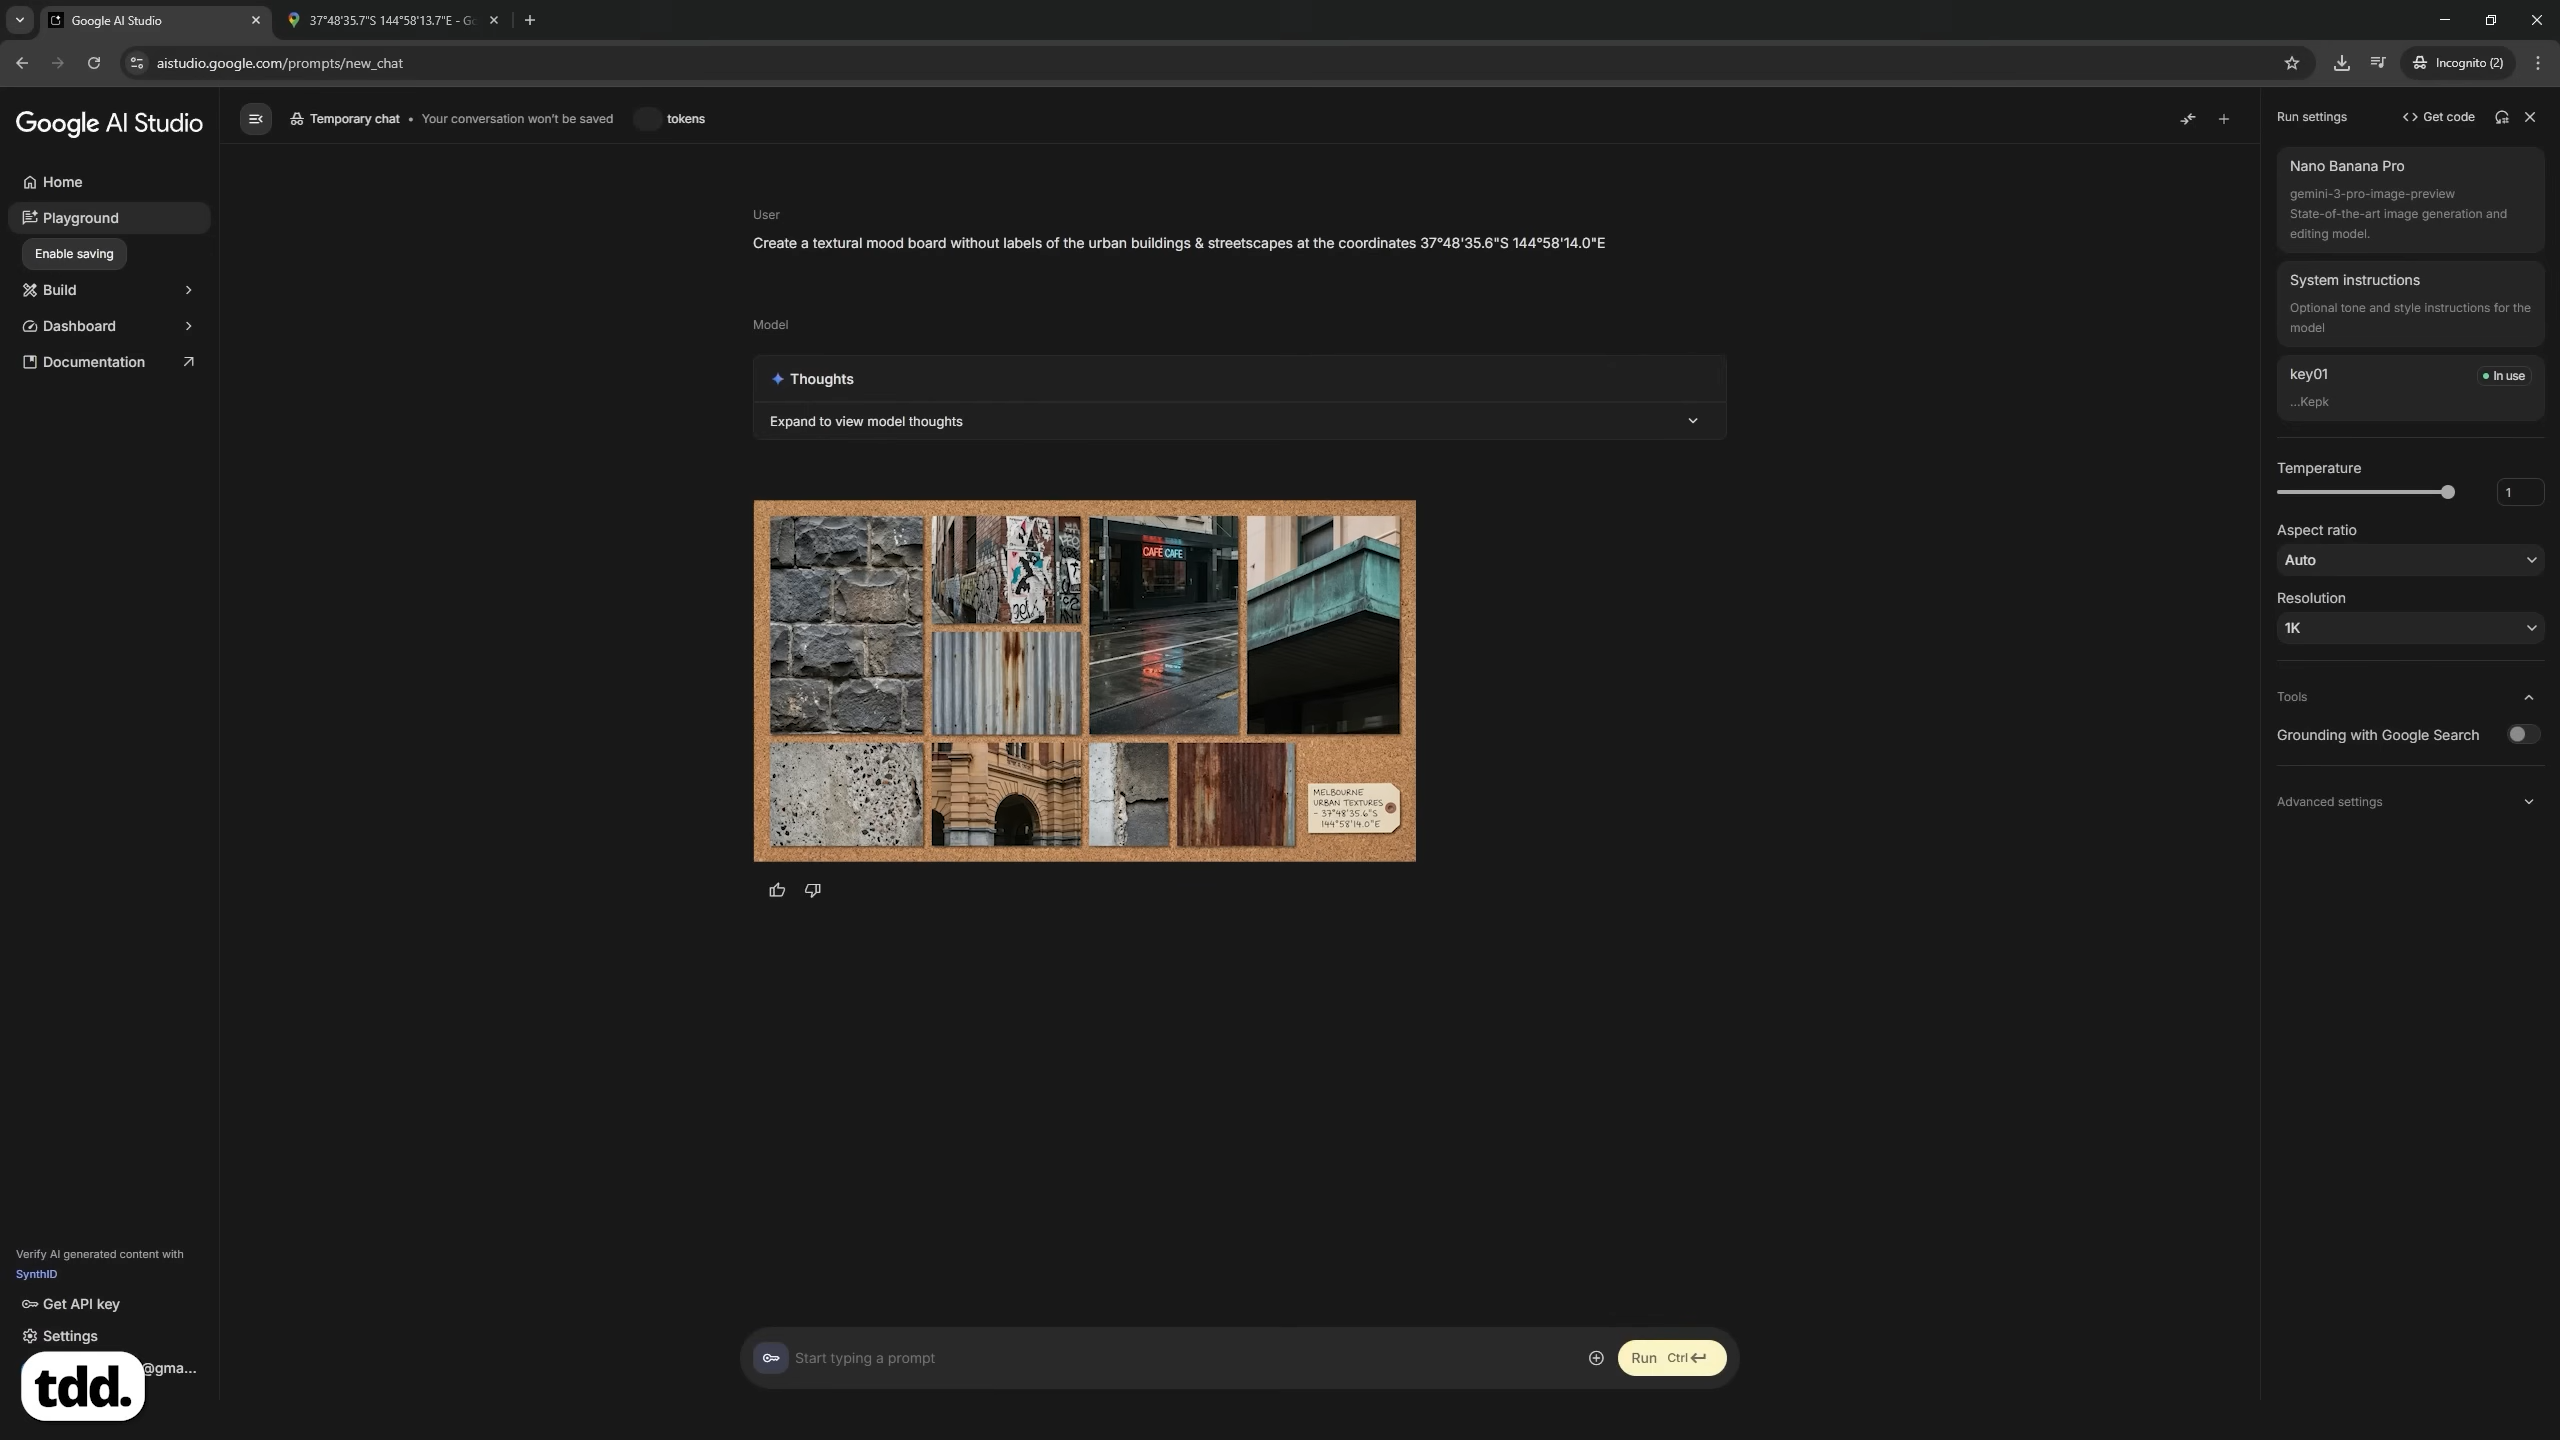 Google AI Studio
37°48'35.7"S 144°58'13.7"E - Go
aistudio.google.com/prompts/new_chat
Incognito (2)
Google AI Studio
Temporary chat • Your conversation won't be saved
tokens
Run settings
Get code
Home
Playground
Enable saving
Build
Dashboard
Documentation
User
Create a textural mood board without labels of the urban buildings & streetscapes at the coordinates 37°48'35.6"S 144°58'14.0"E
Model
Thoughts
Expand to view model thoughts
CAFÉ CAFE
MELBOURNE
URBAN TEXTURES
- 37°48'35.6"S
144°58'14.0"E
Nano Banana Pro
gemini-3-pro-image-preview
State-of-the-art image generation and
editing model.
System instructions
Optional tone and style instructions for the
model
key01
In use
...Kepk
Temperature
1
Aspect ratio
Auto
Resolution
1K
Tools
Grounding with Google Search
Advanced settings
Verify AI generated content with
SynthID
Get API key
Settings
@gma...
tdd.
Start typing a prompt
Run Ctrl